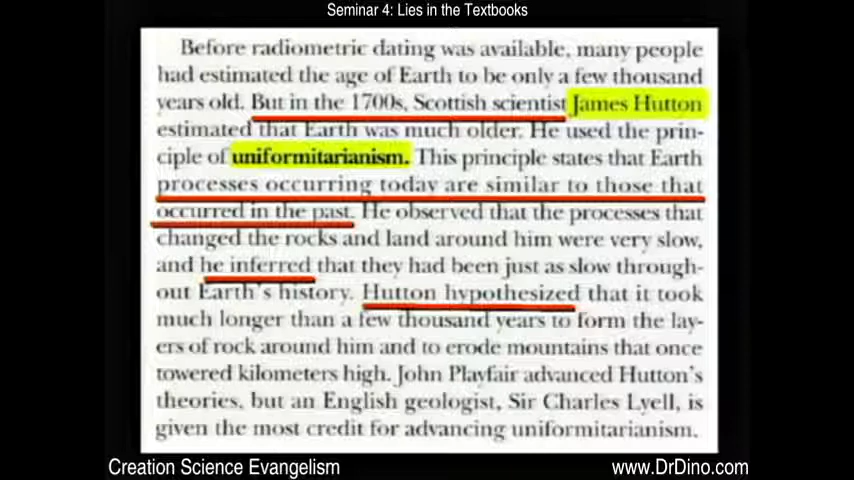 Seminar 4: Lies in the Textbooks
Before radiometric dating was available, many people
had estimated the age of Earth to be only a few thousand
years old. But in the 1700s, Scottish scientist James Hutton
estimated that Earth was much older. He used the prin-
ciple of uniformitarianism. This principle states that Earth
processes occurring today are similar to those that
occurred in the past. He observed that the processes that
changed the rocks and land around him were very slow,
and he inferred that they had been just as slow through-
out Earth's history. Hutton hypothesized that it took
much longer than a few thousand years to form the lay-
ers of rock around him and to erode mountains that once
towered kilometers high. John Playfair advanced Hutton's
theories, but an English geologist, Sir Charles Lyell, is
given the most credit for advancing uniformitarianism.
Creation Science Evangelism
www.DrDino.com